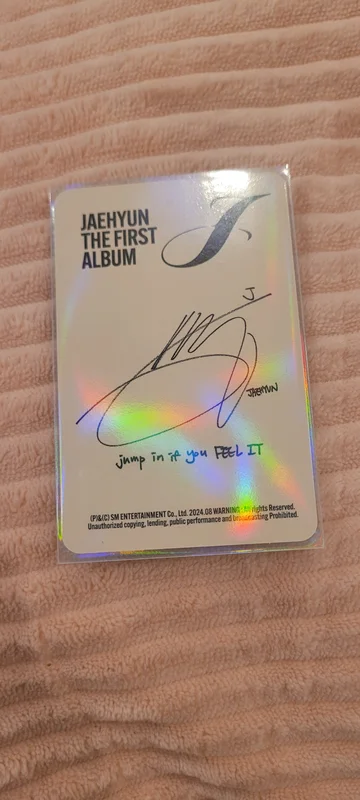 JAEHYUN
THE FIRST
ALBUM
J
J
JAEHYUN
jump in if you FEEL IT
(P)&(C) SM ENTERTAINMENT Co., Ltd. 2024.08 WARNING: All rights Reserved.
Unauthorized copying, lending, public performance and broadcasting Prohibited.